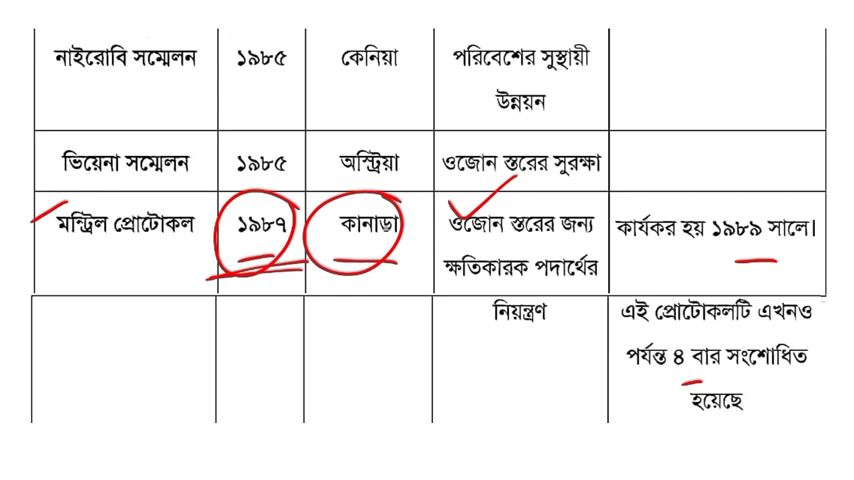 নাইরোবি সম্মেলন ১৯৮৫ কেনিয়া পরিবেশের সুস্থায়ী
উন্নয়ন
ভিয়েনা সম্মেলন ১৯৮৫ অস্ট্রিয়া ওজোন স্তরের সুরক্ষা
মন্ট্রিল প্রোটোকল ১৯৮৭ কানাডা ওজোন স্তরের জন্য কার্যকর হয় ১৯৮৯ সালে।
ক্ষতিকারক পদার্থের
নিয়ন্ত্রণ এই প্রোটোকলটি এখনও
পর্যন্ত ৪ বার সংশোধিত
হয়েছে